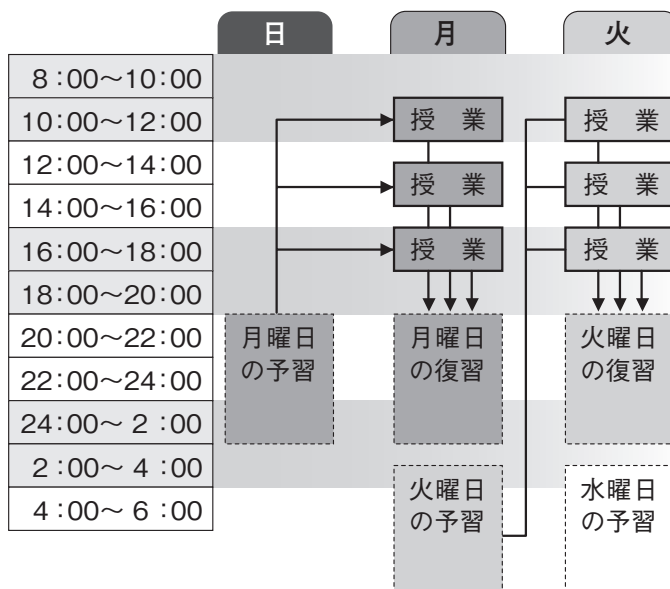 日 月 火
8:00〜10:00
10:00〜12:00 授業 授業
12:00〜14:00
授業 授業
14:00〜16:00
16:00〜18:00 授業 授業
18:00〜20:00
20:00〜22:00 月曜日 月曜日 火曜日
22:00〜24:00 の予習 の復習 の復習
24:00〜2:00
2:00〜4:00
火曜日 水曜日
4:00〜6:00 の予習 の予習